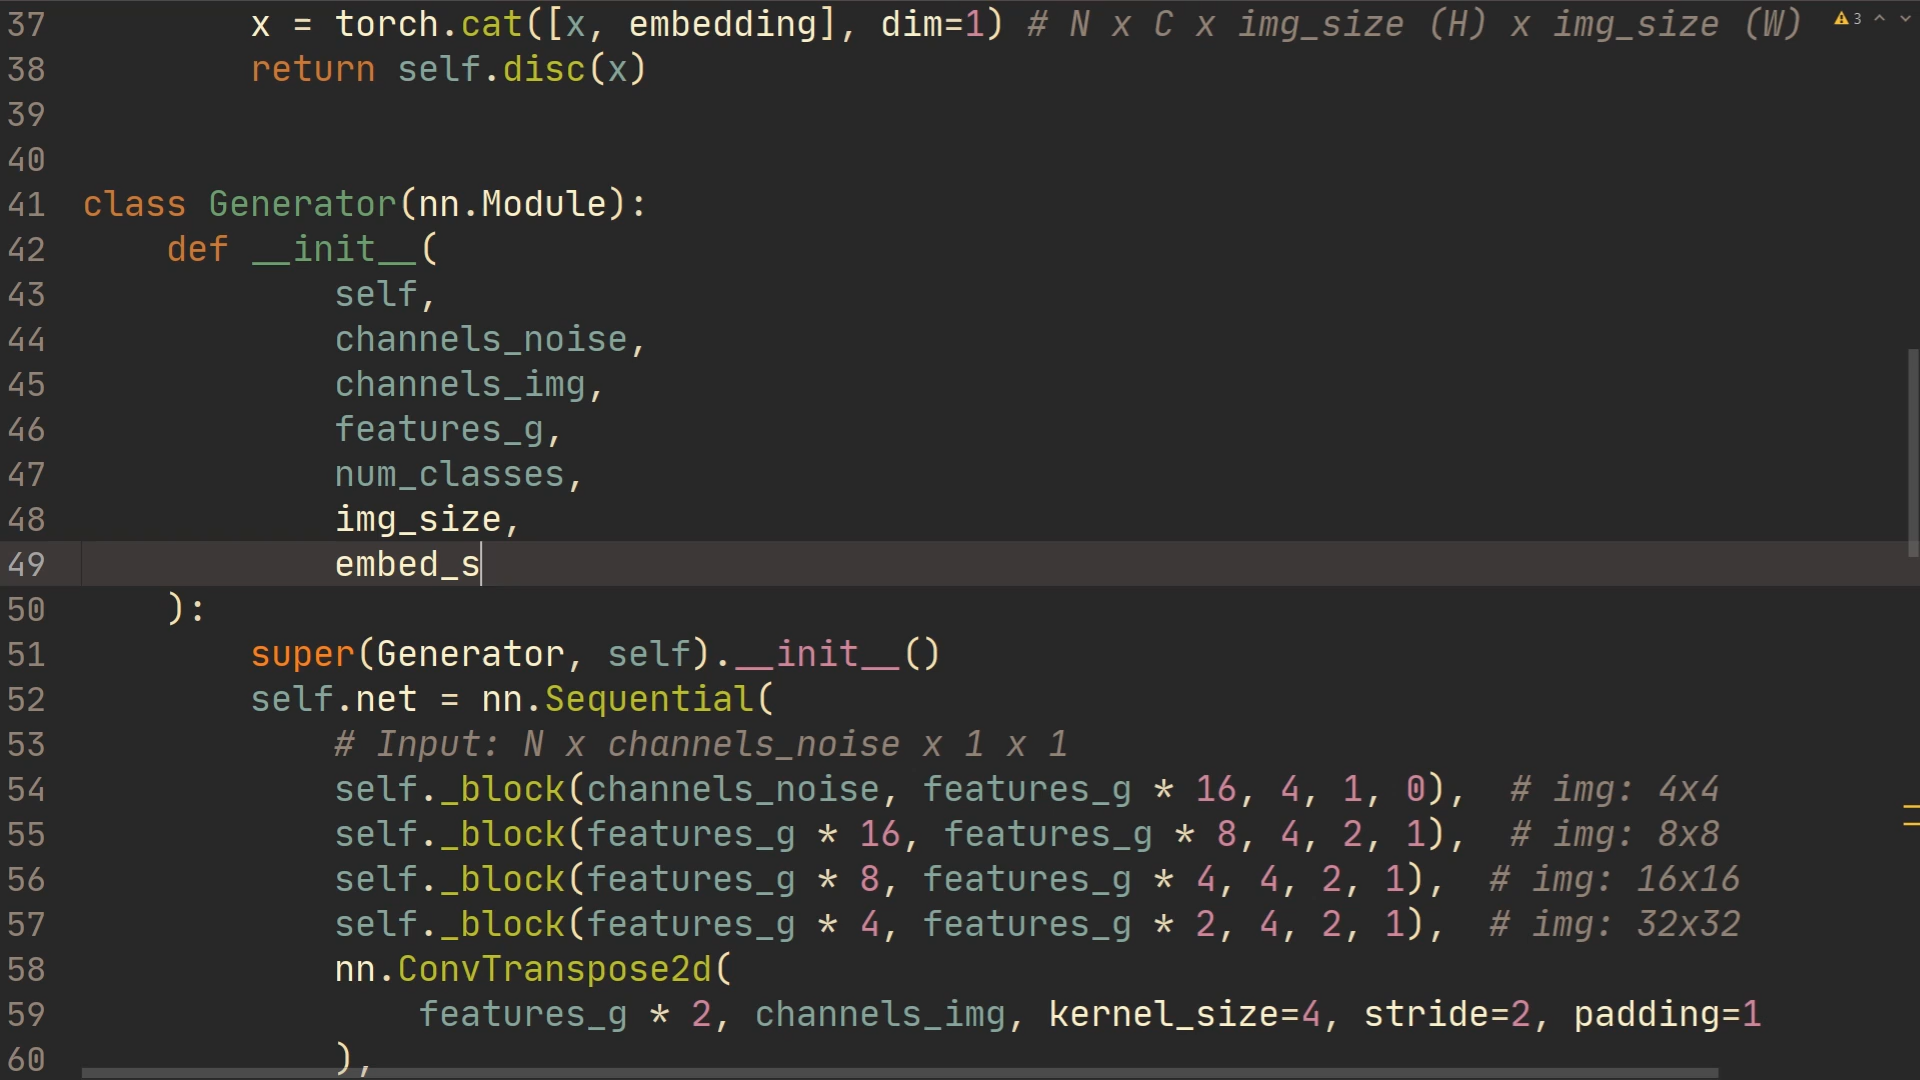 37 x = torch.cat([x, embedding], dim=1) # N x C x img_size (H) x img_size (W) 3
38 return self.disc(x)
39
40
41 class Generator(nn.Module):
42 def __init__(
43 self,
44 channels_noise,
45 channels_img,
46 features_g,
47 num_classes,
48 img_size,
49 embed_s
50 ):
51 super(Generator, self).__init__()
52 self.net = nn.Sequential(
53 # Input: N x channels_noise x 1 x 1
54 self._block(channels_noise, features_g * 16, 4, 1, 0), # img: 4x4
55 self._block(features_g * 16, features_g * 8, 4, 2, 1), # img: 8x8
56 self._block(features_g * 8, features_g * 4, 4, 2, 1), # img: 16x16
57 self._block(features_g * 4, features_g * 2, 4, 2, 1), # img: 32x32
58 nn.ConvTranspose2d(
59 features_g * 2, channels_img, kernel_size=4, stride=2, padding=1
60 ),